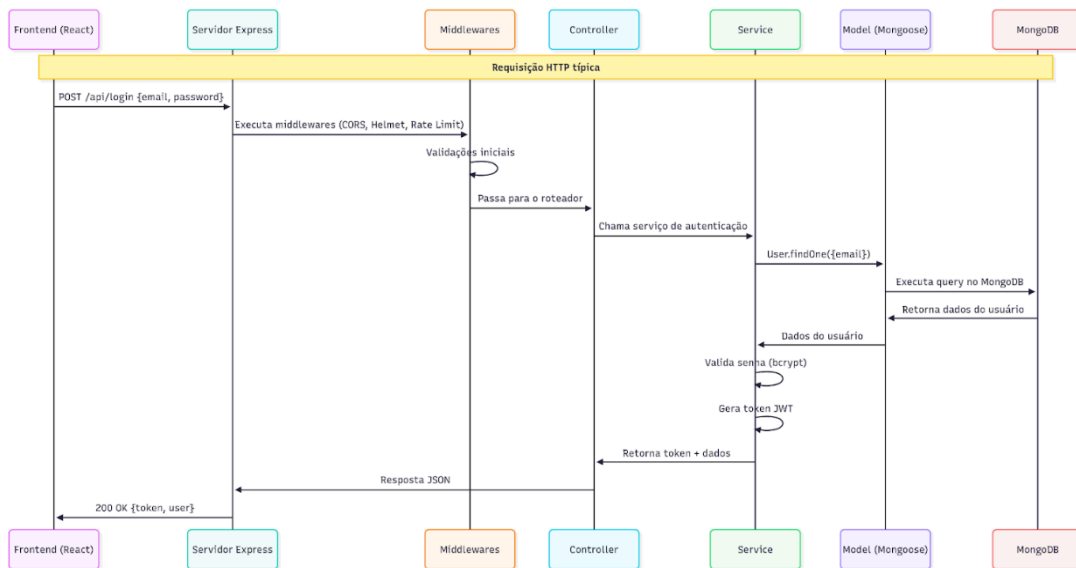 Frontend (React)
Servidor Express
Middlewares
Controller
Service
Model (Mongoose)
MongoDB
Requisição HTTP típica
POST /api/login {email, password}
Executa middlewares (CORS, Helmet, Rate Limit)
Validações iniciais
Passa para o roteador
Chama serviço de autenticação
User.findOne({email})
Executa query no MongoDB
Retorna dados do usuário
Dados do usuário
Valida senha (bcrypt)
Gera token JWT
Retorna token + dados
Resposta JSON
200 OK {token, user}
Frontend (React)
Servidor Express
Middlewares
Controller
Service
Model (Mongoose)
MongoDB